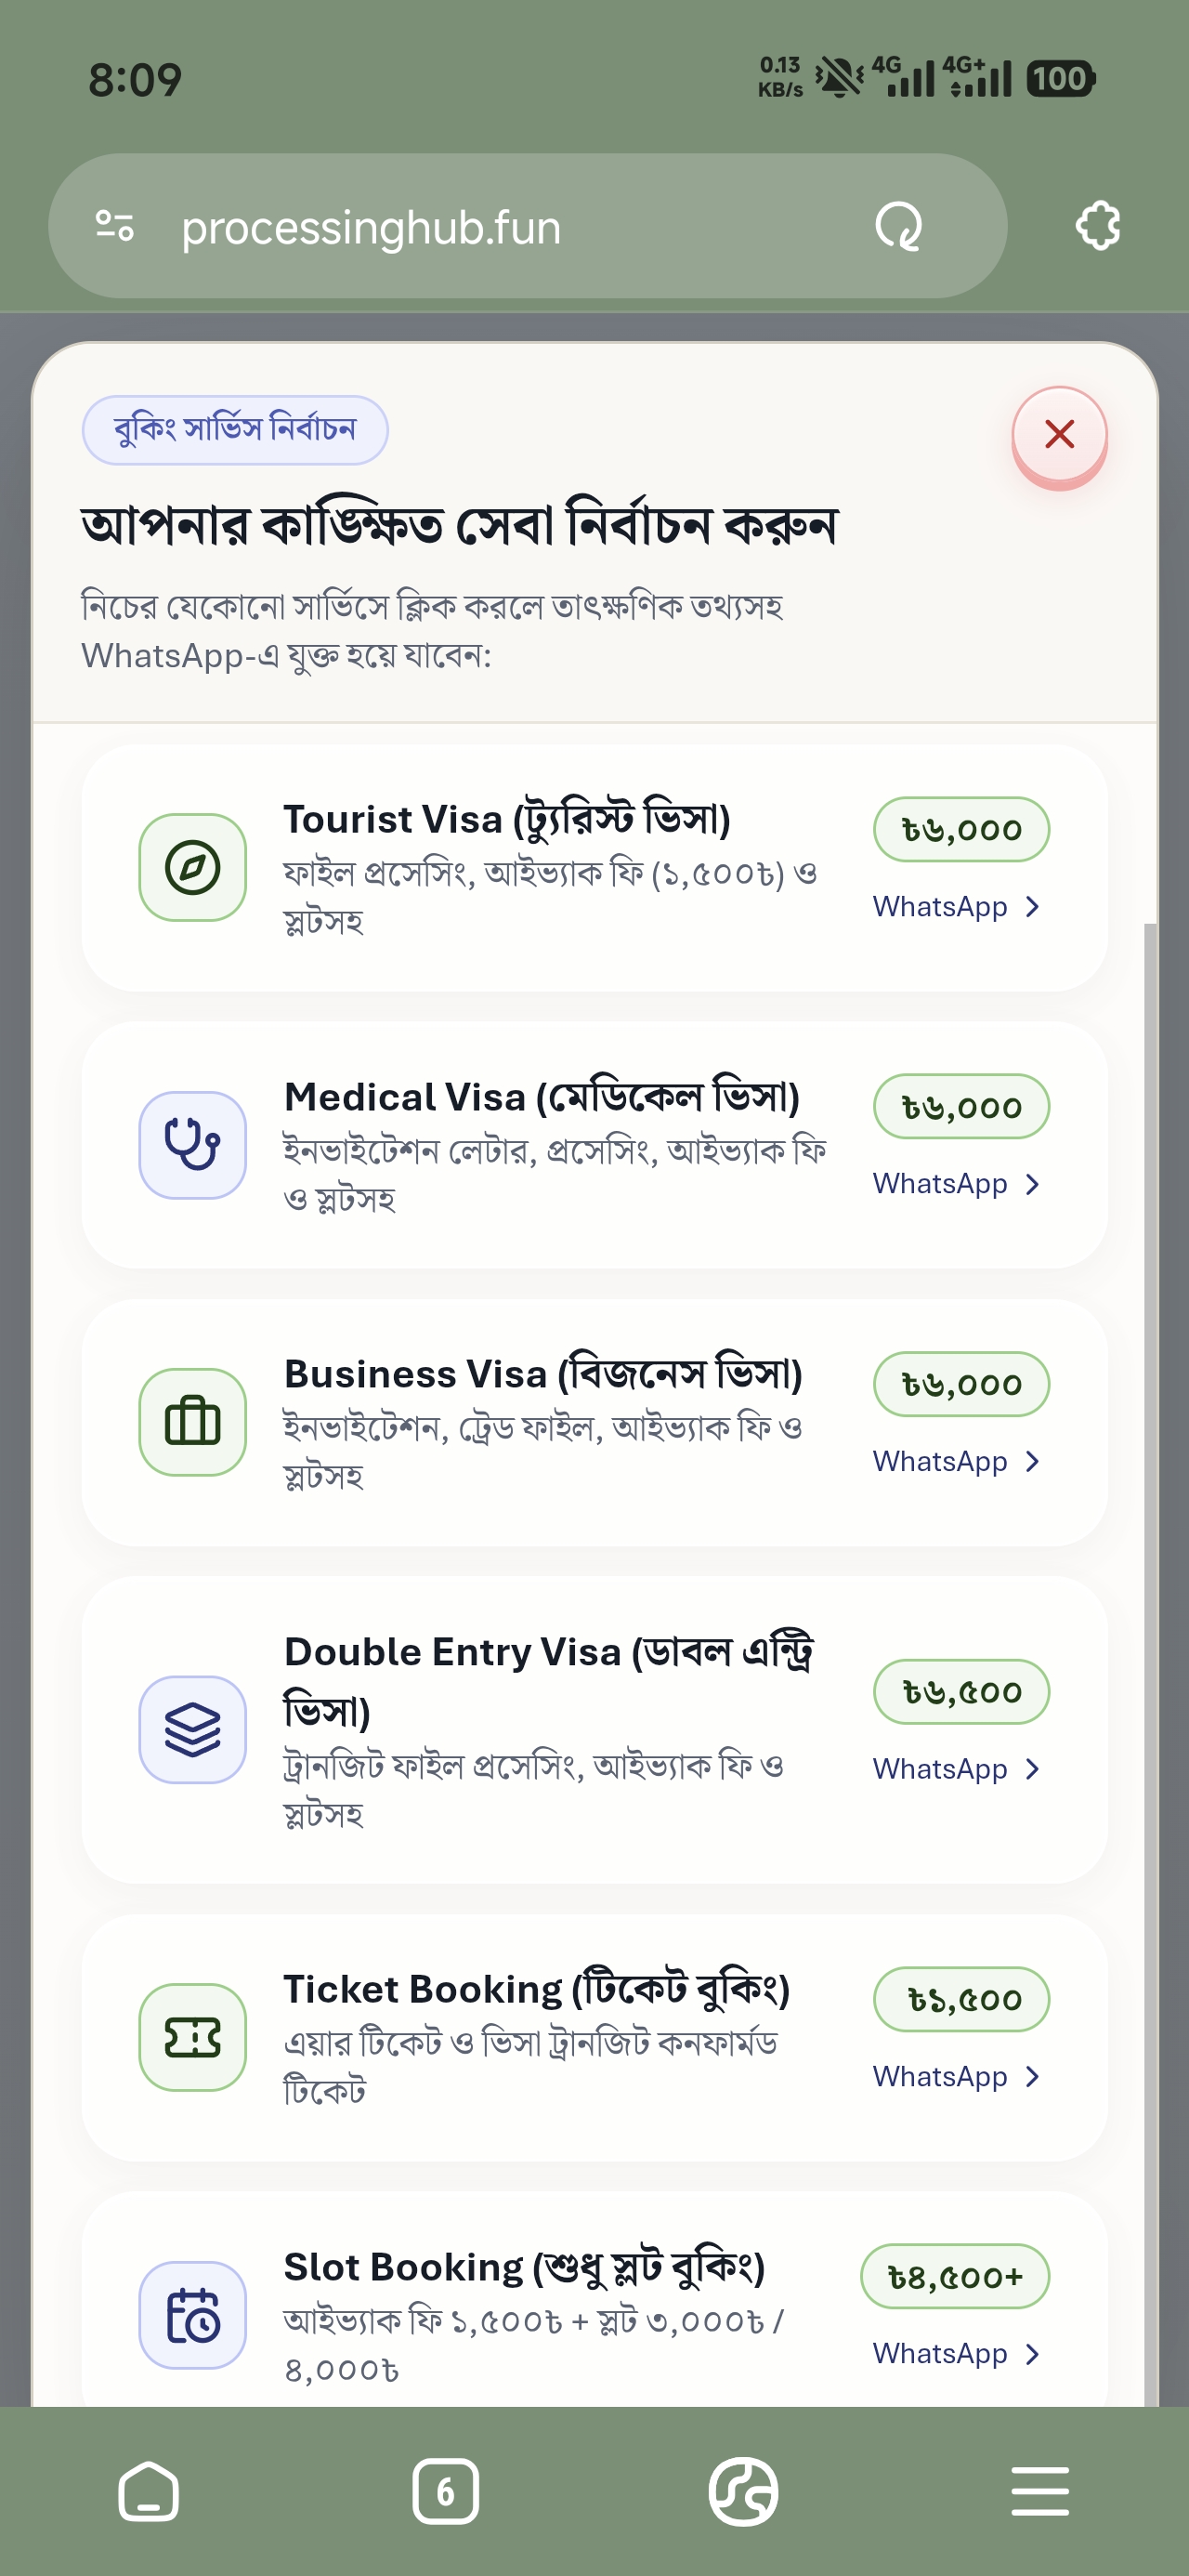 8:09
0.13
KB/s
4G
4G+
100
processinghub.fun
বুকিং সার্ভিস নির্বাচন
আপনার কাঙ্ক্ষিত সেবা নির্বাচন করুন
নিচের যেকোনো সার্ভিসে ক্লিক করলে তাৎক্ষণিক তথ্যসহ
WhatsApp-এ যুক্ত হয়ে যাবেন:
Tourist Visa (ট্যুরিস্ট ভিসা)
ফাইল প্রসেসিং, আইভ্যাক ফি (১,৫০০৳) ও
স্লটসহ
৳৬,০০০
WhatsApp
Medical Visa (মেডিকেল ভিসা)
ইনভাইটেশন লেটার, প্রসেসিং, আইভ্যাক ফি
ও স্লটসহ
৳৬,০০০
WhatsApp
Business Visa (বিজনেস ভিসা)
ইনভাইটেশন, ট্রেড ফাইল, আইভ্যাক ফি ও
স্লটসহ
৳৬,০০০
WhatsApp
Double Entry Visa (ডাবল এন্ট্রি
ভিসা)
ট্রানজিট ফাইল প্রসেসিং, আইভ্যাক ফি ও
স্লটসহ
৳৬,৫০০
WhatsApp
Ticket Booking (টিকেট বুকিং)
এয়ার টিকেট ও ভিসা ট্রানজিট কনফার্মড
টিকেট
৳১,৫০০
WhatsApp
Slot Booking (শুধু স্লট বুকিং)
আইভ্যাক ফি ১,৫০০৳ + স্লট ৩,০০০৳ /
৪,০০০৳
৳৪,৫০০+
WhatsApp
6